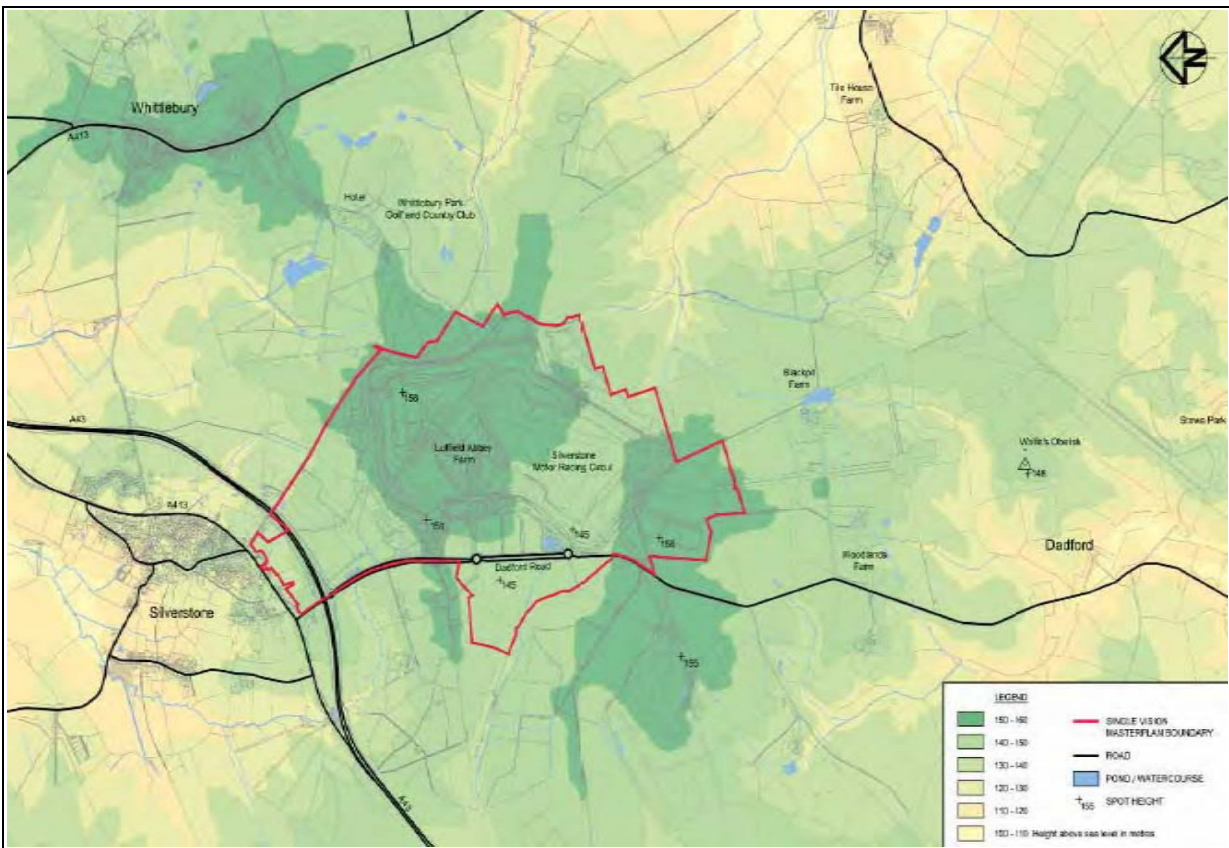 N
Whittlebury
A413
Tile House
Farm
Hotel
Whittlebury Park
Golf and Country Club
Blackpit
Farm
A43
Stowe Park
156
Luffield Abbey
Farm
Silverstone
Motor Racing Circuit
Wolfe's Obelisk
148
A413
151
145
156
Dadford
Woodlands
Farm
Dadford Road
145
Silverstone
155
A43
LEGEND
150 - 160
140 - 150
130 - 140
120 - 130
110 - 120
100 - 110 Height above sea level in metres
SINGLE VISION
MASTERPLAN BOUNDARY
ROAD
POND / WATERCOURSE
155 SPOT HEIGHT